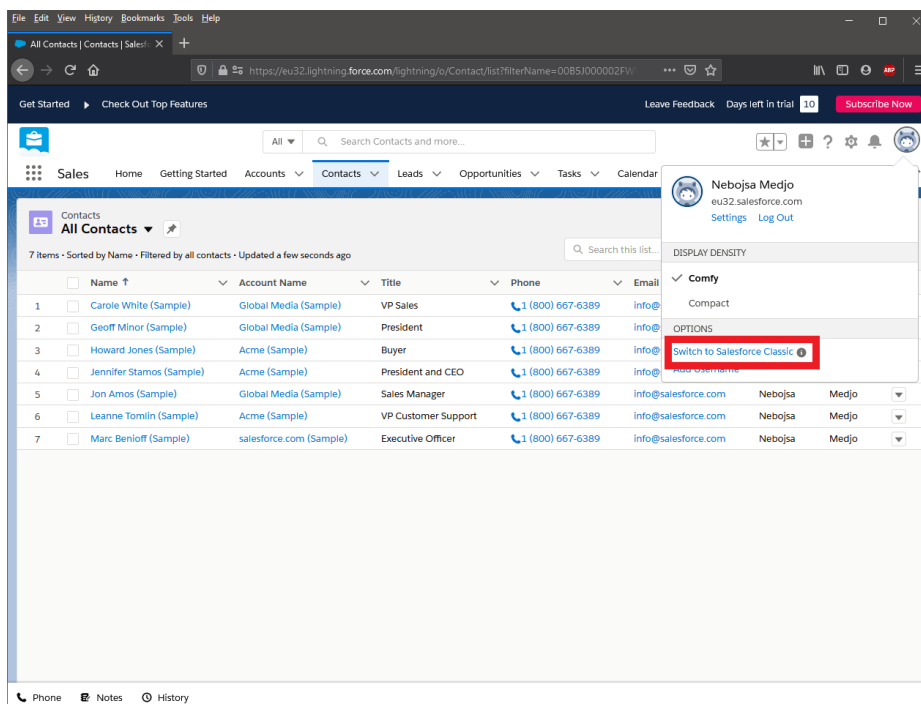 File Edit View History Bookmarks Tools Help
All Contacts | Contacts | Salesfo
https://eu32.lightning.force.com/lightning/o/Contact/list?filterName=00B5J000002FW
ABP
Get Started Check Out Top Features Leave Feedback Days left in trial 10 Subscribe Now
All Search Contacts and more...
Sales Home Getting Started Accounts Contacts Leads Opportunities Tasks Calendar
Nebojsa Medjo
eu32.salesforce.com
Settings Log Out
DISPLAY DENSITY
Comfy
Compact
OPTIONS
Switch to Salesforce Classic
Add Username
Contacts
All Contacts
7 items • Sorted by Name • Filtered by all contacts • Updated a few seconds ago
Search this list...
Name Account Name Title Phone Email
1 Carole White (Sample) Global Media (Sample) VP Sales 1 (800) 667-6389 info@
2 Geoff Minor (Sample) Global Media (Sample) President 1 (800) 667-6389 info@
3 Howard Jones (Sample) Acme (Sample) Buyer 1 (800) 667-6389 info@
4 Jennifer Stamos (Sample) Acme (Sample) President and CEO 1 (800) 667-6389 info@
5 Jon Amos (Sample) Global Media (Sample) Sales Manager 1 (800) 667-6389 info@salesforce.com Nebojsa Medjo
6 Leanne Tomlin (Sample) Acme (Sample) VP Customer Support 1 (800) 667-6389 info@salesforce.com Nebojsa Medjo
7 Marc Benioff (Sample) salesforce.com (Sample) Executive Officer 1 (800) 667-6389 info@salesforce.com Nebojsa Medjo
Phone Notes History